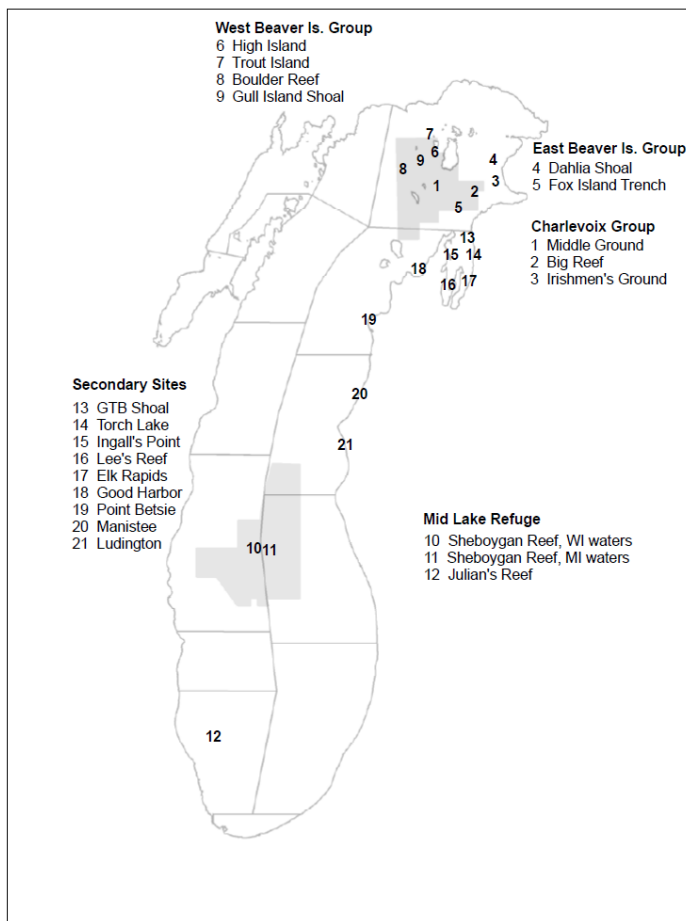 West Beaver Is. Group
6 High Island
7 Trout Island
8 Boulder Reef
9 Gull Island Shoal
East Beaver Is. Group
4 Dahlia Shoal
5 Fox Island Trench
Charlevoix Group
1 Middle Ground
2 Big Reef
3 Irishmen's Ground
7
6
9
8
4
3
1
2
5
13
15
14
18
16
17
19
20
21
10
11
12
Secondary Sites
13 GTB Shoal
14 Torch Lake
15 Ingall's Point
16 Lee's Reef
17 Elk Rapids
18 Good Harbor
19 Point Betsie
20 Manistee
21 Ludington
Mid Lake Refuge
10 Sheboygan Reef, WI waters
11 Sheboygan Reef, MI waters
12 Julian's Reef